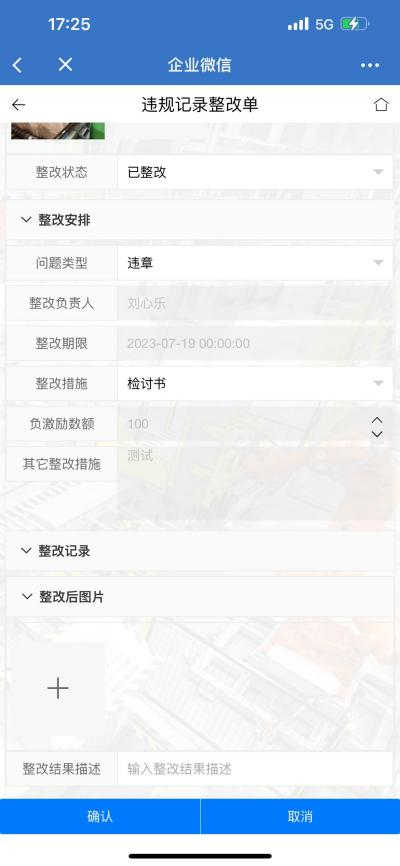 17:25
5G
企业微信
违规记录整改单
整改状态 已整改
整改安排
问题类型 违章
整改负责人 刘心乐
整改期限 2023-07-19 00:00:00
整改措施 检讨书
负激励数额 100
其它整改措施 测试
整改记录
整改后图片
整改结果描述 输入整改结果描述
确认 取消